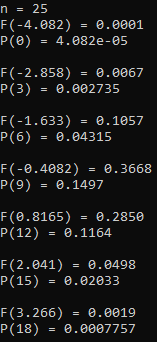 n = 25
F(-4.082) = 0.0001
P(0) = 4.082e-05
F(-2.858) = 0.0067
P(3) = 0.002735
F(-1.633) = 0.1057
P(6) = 0.04315
F(-0.4082) = 0.3668
P(9) = 0.1497
F(0.8165) = 0.2850
P(12) = 0.1164
F(2.041) = 0.0498
P(15) = 0.02033
F(3.266) = 0.0019
P(18) = 0.0007757